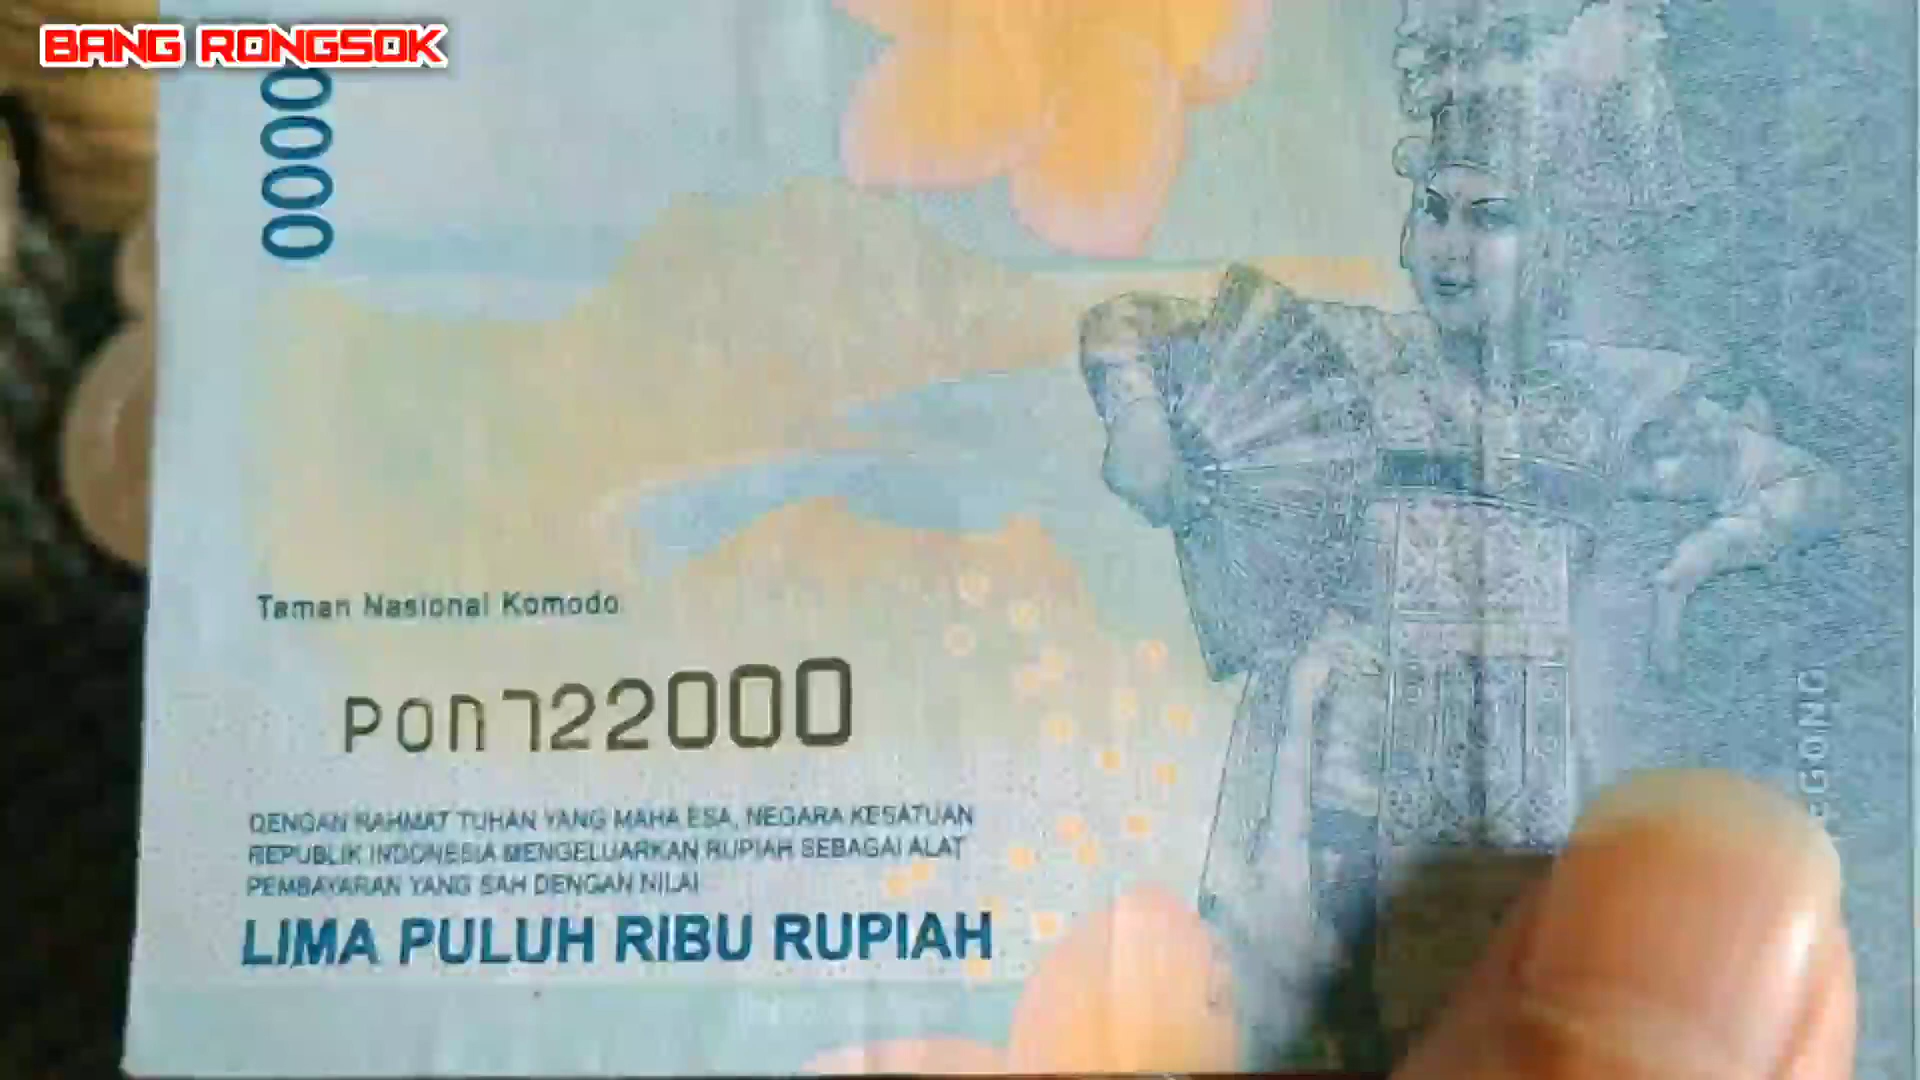 BANG RONGSOK
0000
Taman Nasional Komodo
PON722000
DENGAN RAHMAT TUHAN YANG MAHA ESA, NEGARA KESATUAN
REPUBLIK INDONESIA MENGELUARKAN RUPIAH SEBAGAI ALAT
PEMBAYARAN YANG SAH DENGAN NILAI
LIMA PULUH RIBU RUPIAH